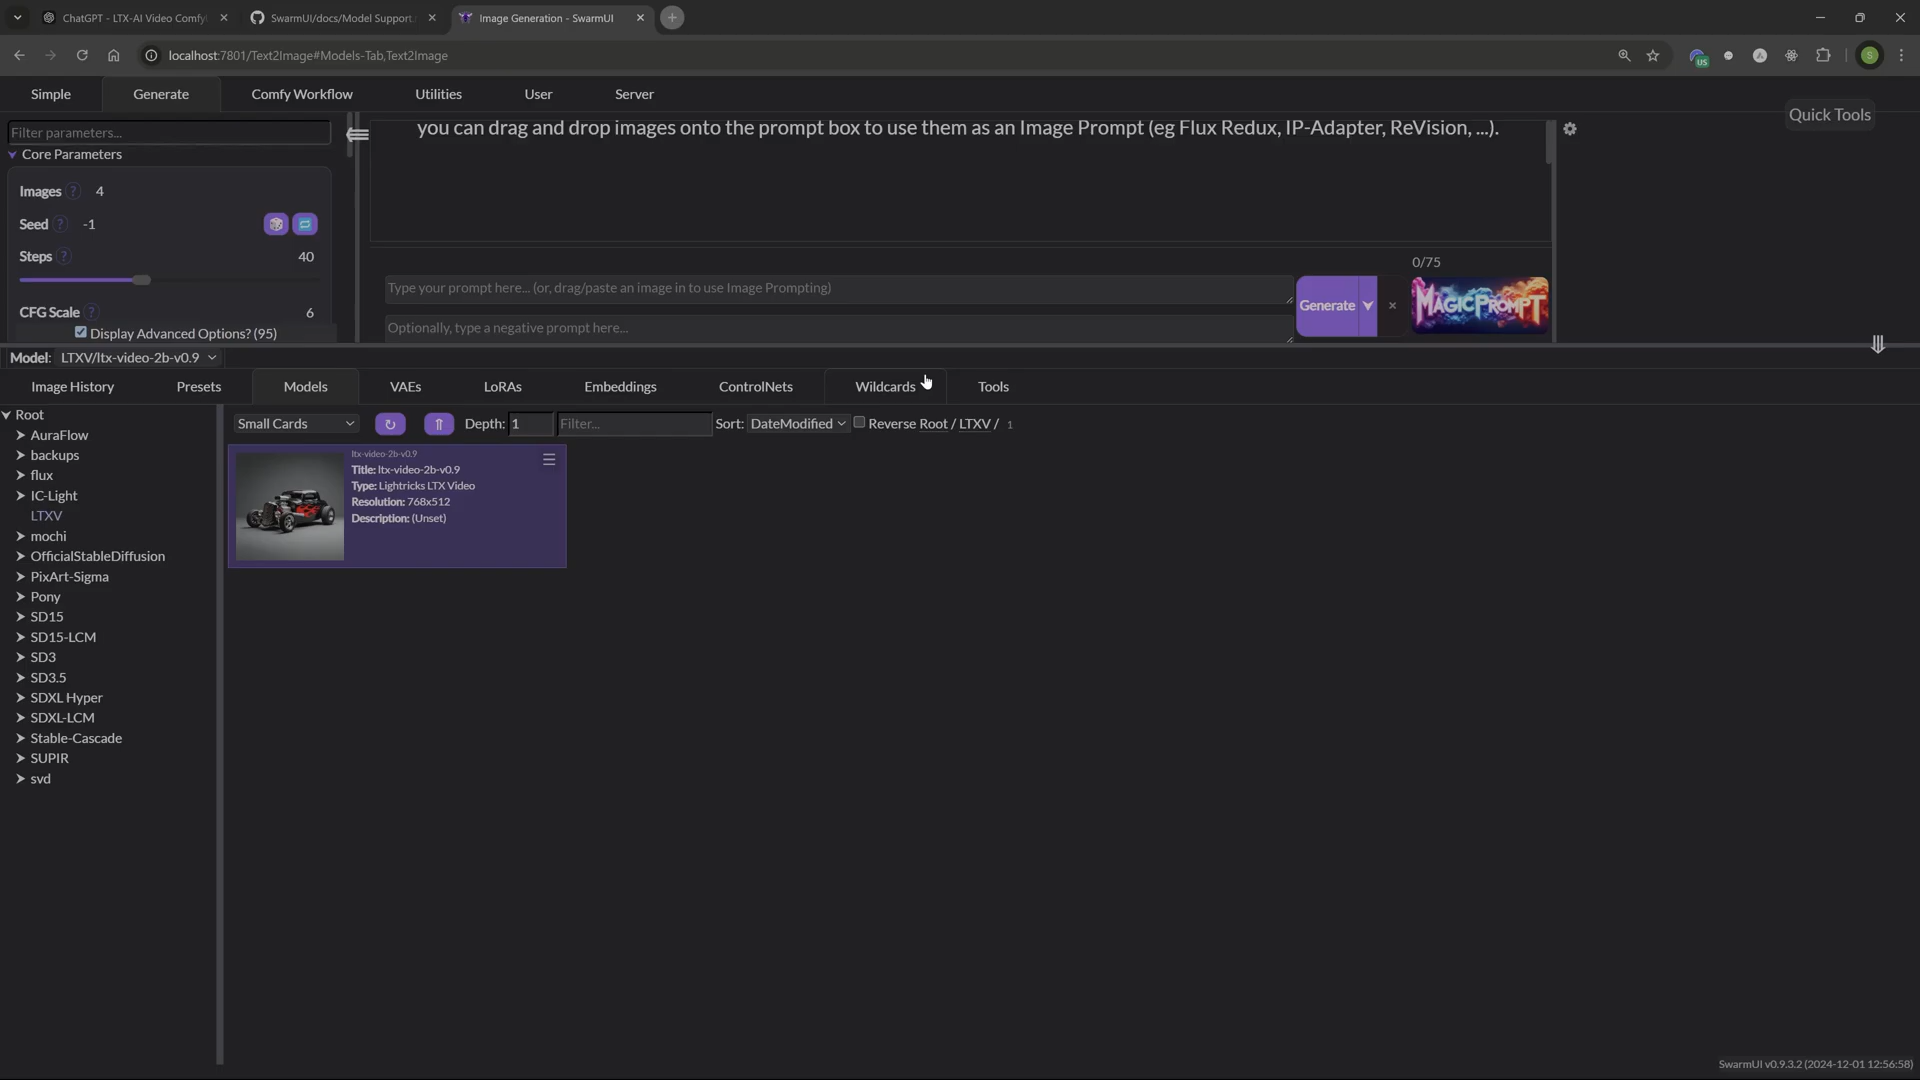 ChatGPT - LTX-AI Video Comfy
SwarmUI/docs/Model Support.
Image Generation - SwarmUI
localhost:7801/Text2Image#Models-Tab,Text2Image
US
S
Simple
Generate
Comfy Workflow
Utilities
User
Server
Quick Tools
Filter parameters...
Core Parameters
Images ? 4
Seed ? -1
Steps ? 40
CFG Scale ? 6
Display Advanced Options? (95)
you can drag and drop images onto the prompt box to use them as an Image Prompt (eg Flux Redux, IP-Adapter, ReVision, ...).
0/75
Type your prompt here... (or, drag/paste an image in to use Image Prompting)
Generate
MAGICPROMPT
Optionally, type a negative prompt here...
Model: LTXV/ltx-video-2b-v0.9
Image History
Presets
Models
VAEs
LoRAs
Embeddings
ControlNets
Wildcards
Tools
Root
AuraFlow
backups
flux
IC-Light
LTXV
mochi
OfficialStableDiffusion
PixArt-Sigma
Pony
SD15
SD15-LCM
SD3
SD3.5
SDXL Hyper
SDXL-LCM
Stable-Cascade
SUPIR
svd
Small Cards
Depth: 1
Filter...
Sort: DateModified
Reverse Root / LTXV / 1
ltx-video-2b-v0.9
Title: ltx-video-2b-v0.9
Type: Lightricks LTX Video
Resolution: 768x512
Description: (Unset)
SwarmUI v0.9.3.2 (2024-12-01 12:56:58)